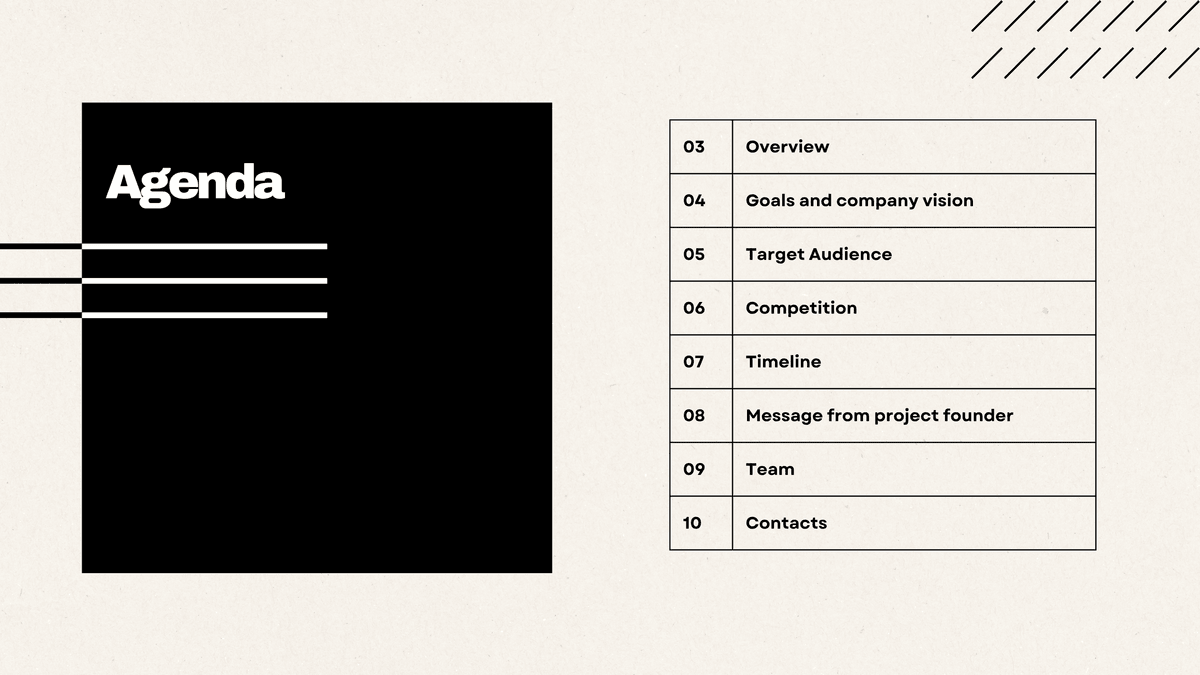 Agenda
03 Overview
04 Goals and company vision
05 Target Audience
06 Competition
07 Timeline
08 Message from project founder
09 Team
10 Contacts